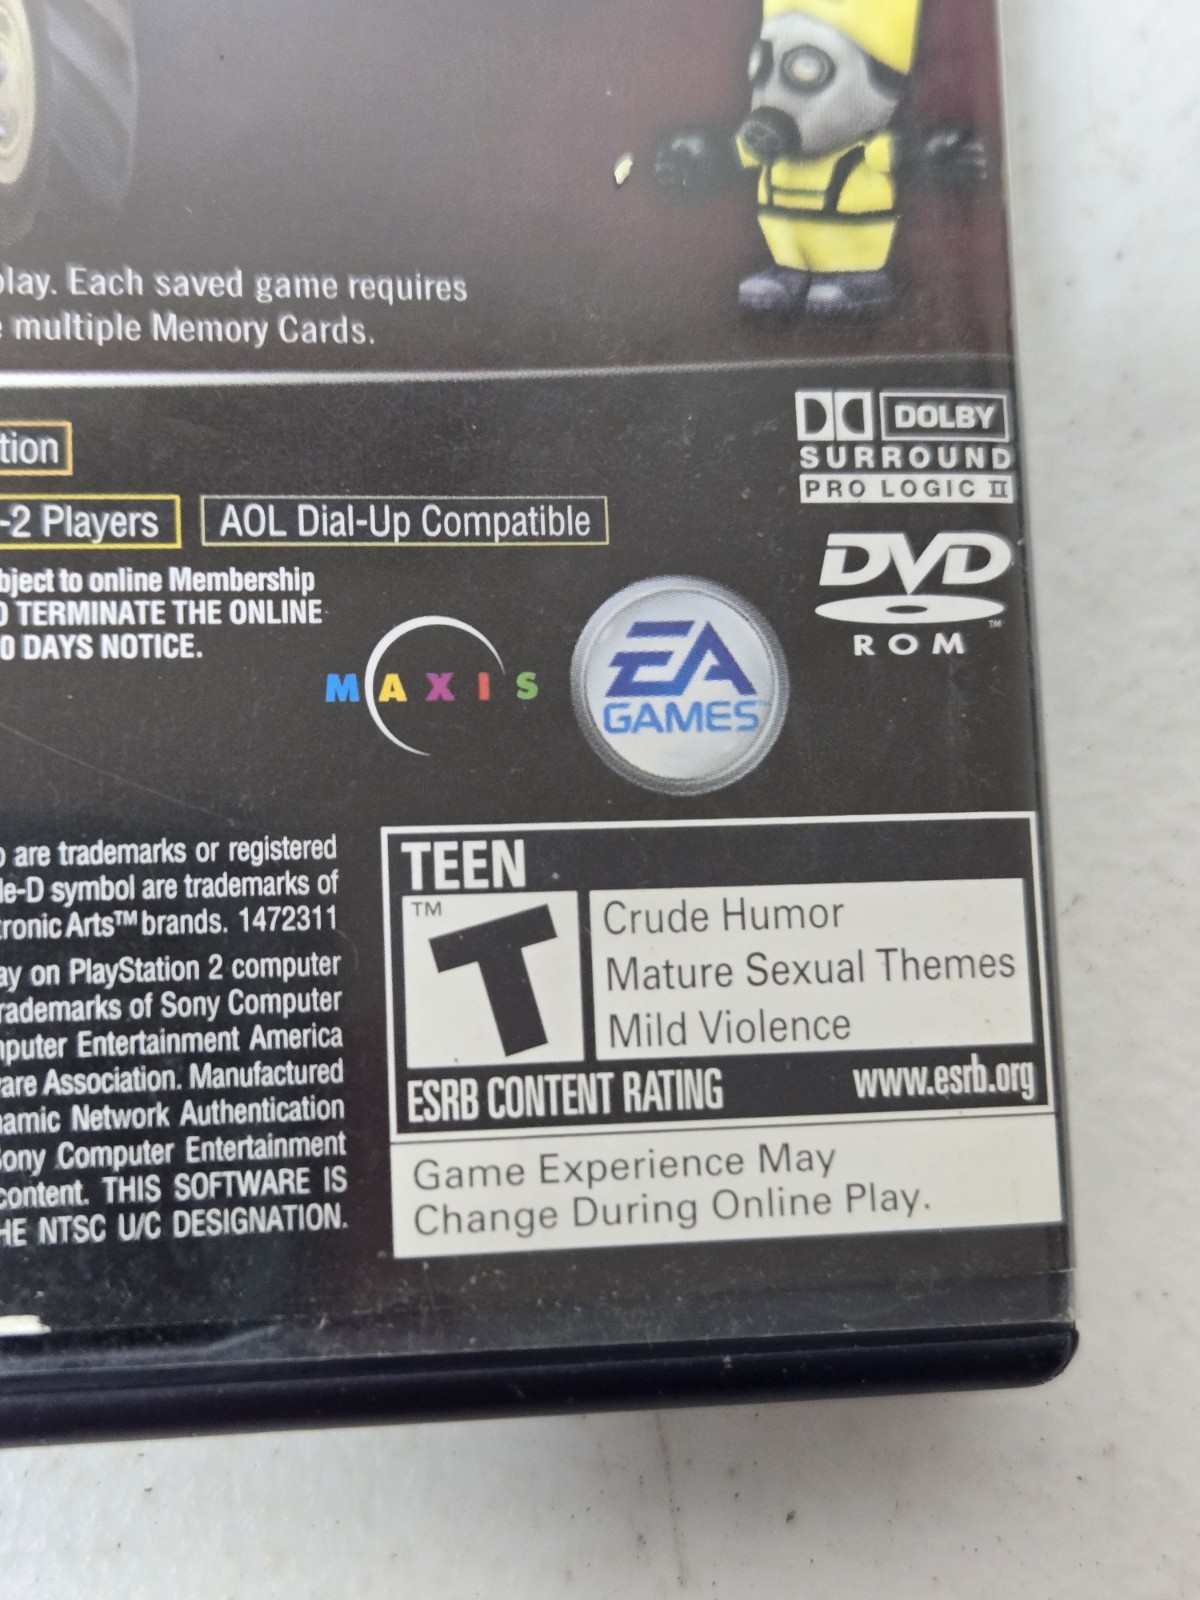 play. Each saved game requires
multiple Memory Cards.
DOLBY
SURROUND
PRO LOGIC II
tion
-2 Players
AOL Dial-Up Compatible
DVD
ROM
bject to online Membership
O TERMINATE THE ONLINE
0 DAYS NOTICE.
MAXIS
EA
GAMES
o are trademarks or registered
le-D symbol are trademarks of
tronic Arts™ brands. 1472311
ay on PlayStation 2 computer
rademarks of Sony Computer
mputer Entertainment America
ware Association. Manufactured
namic Network Authentication
Sony Computer Entertainment
content. THIS SOFTWARE IS
HE NTSC U/C DESIGNATION.
TEEN
T™
Crude Humor
Mature Sexual Themes
Mild Violence
ESRB CONTENT RATING www.esrb.org
Game Experience May
Change During Online Play.